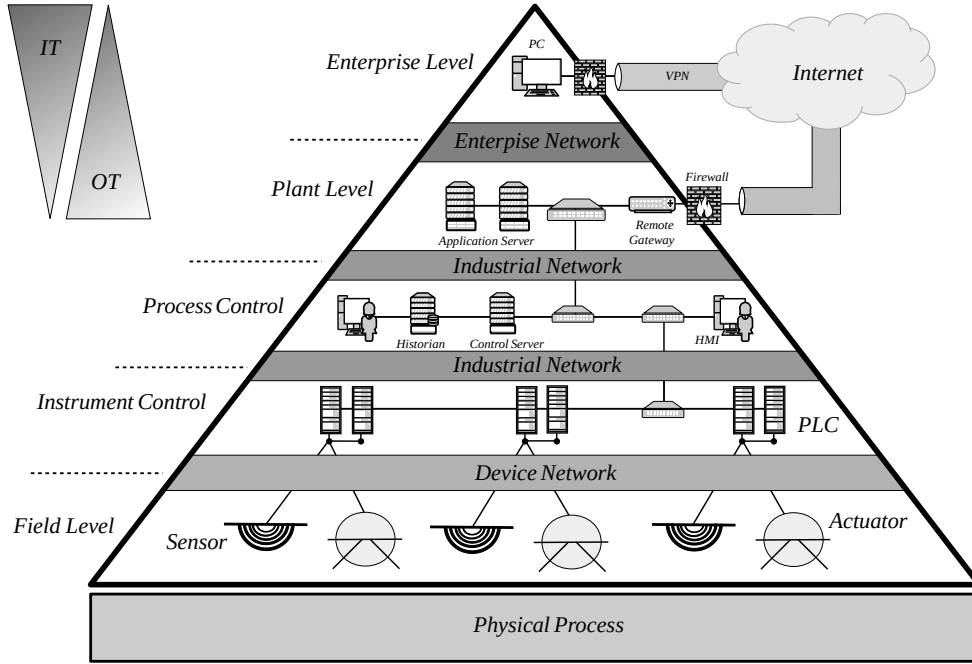 IT
OT
Enterprise Level
PC
VPN
Internet
Enterpise Network
Plant Level
Firewall
Application Server
Remote
Gateway
Industrial Network
Process Control
Historian
Control Server
HMI
Industrial Network
Instrument Control
PLC
Device Network
Field Level
Sensor
Actuator
Physical Process